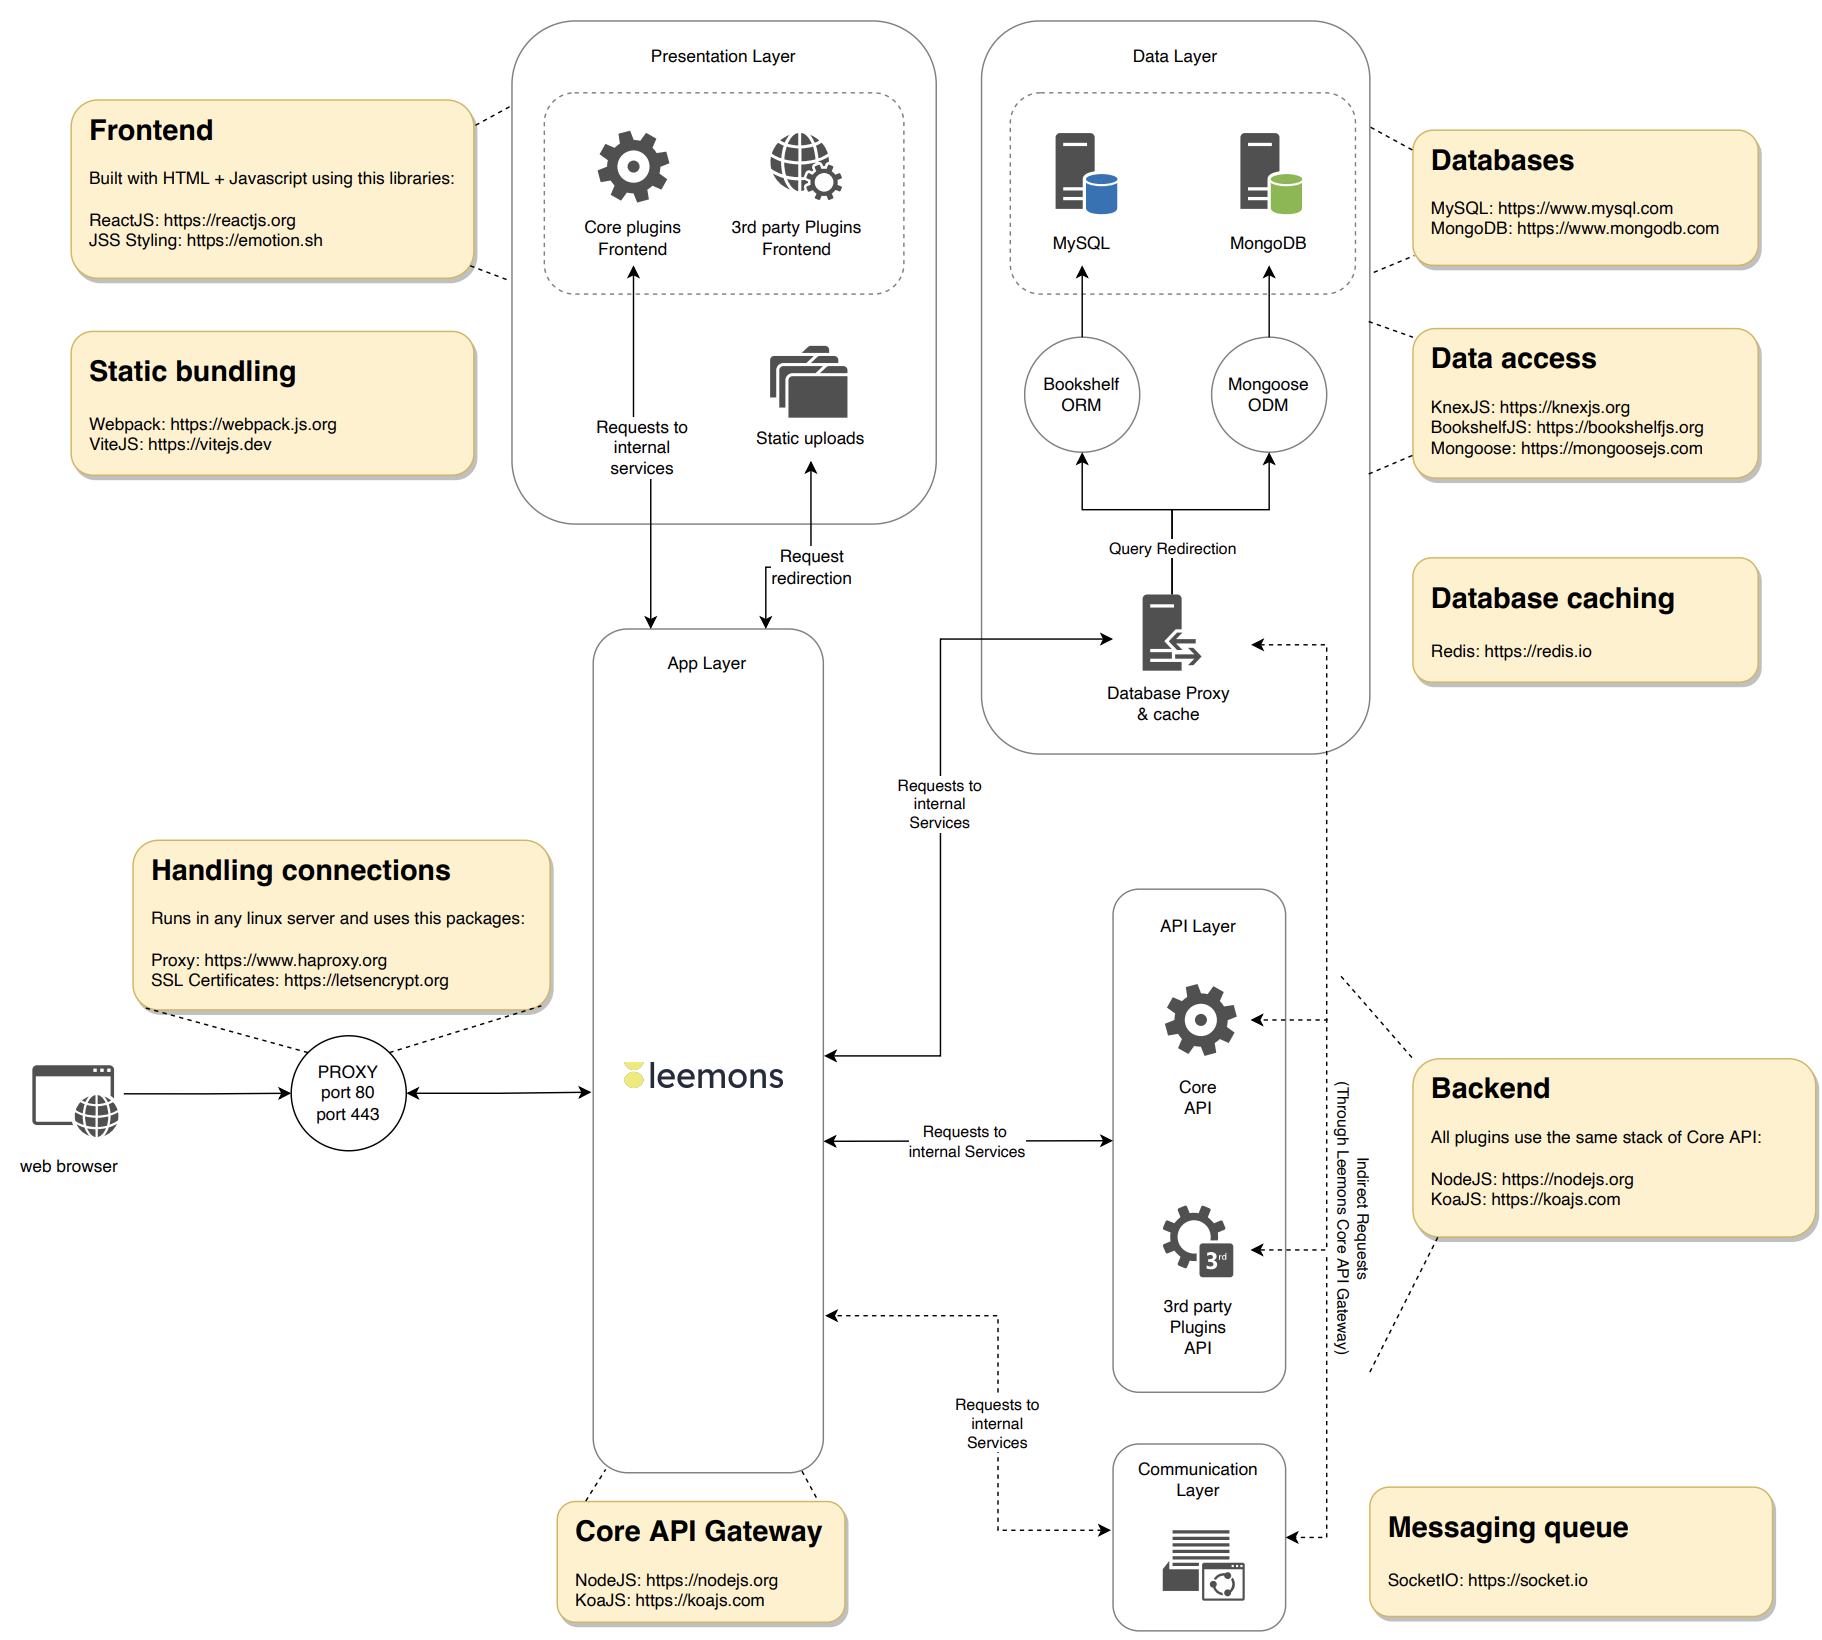 Presentation Layer
Data Layer
Frontend
Built with HTML + Javascript using this libraries:
ReactJS: https://reactjs.org
JSS Styling: https://emotion.sh
Core plugins
Frontend
3rd party Plugins
Frontend
MySQL
MongoDB
Databases
MySQL: https://www.mysql.com
MongoDB: https://www.mongodb.com
Static bundling
Webpack: https://webpack.js.org
ViteJS: https://vitejs.dev
Requests to
internal
services
Static uploads
Bookshelf
ORM
Mongoose
ODM
Data access
KnexJS: https://knexjs.org
BookshelfJS: https://bookshelfjs.org
Mongoose: https://mongoosejs.com
Request
redirection
Query Redirection
Database caching
Redis: https://redis.io
App Layer
Database Proxy
& cache
Requests to
internal
Services
Handling connections
Runs in any linux server and uses this packages:
Proxy: https://www.haproxy.org
SSL Certificates: https://letsencrypt.org
API Layer
PROXY
port 80
port 443
web browser
leemons
Core
API
Requests to
internal Services
Indirect Requests
(Through Leemons Core API Gateway)
Backend
All plugins use the same stack of Core API:
NodeJS: https://nodejs.org
KoaJS: https://koajs.com
3rd
3rd party
Plugins
API
Requests to
internal
Services
Communication
Layer
Core API Gateway
NodeJS: https://nodejs.org
KoaJS: https://koajs.com
Messaging queue
SocketIO: https://socket.io